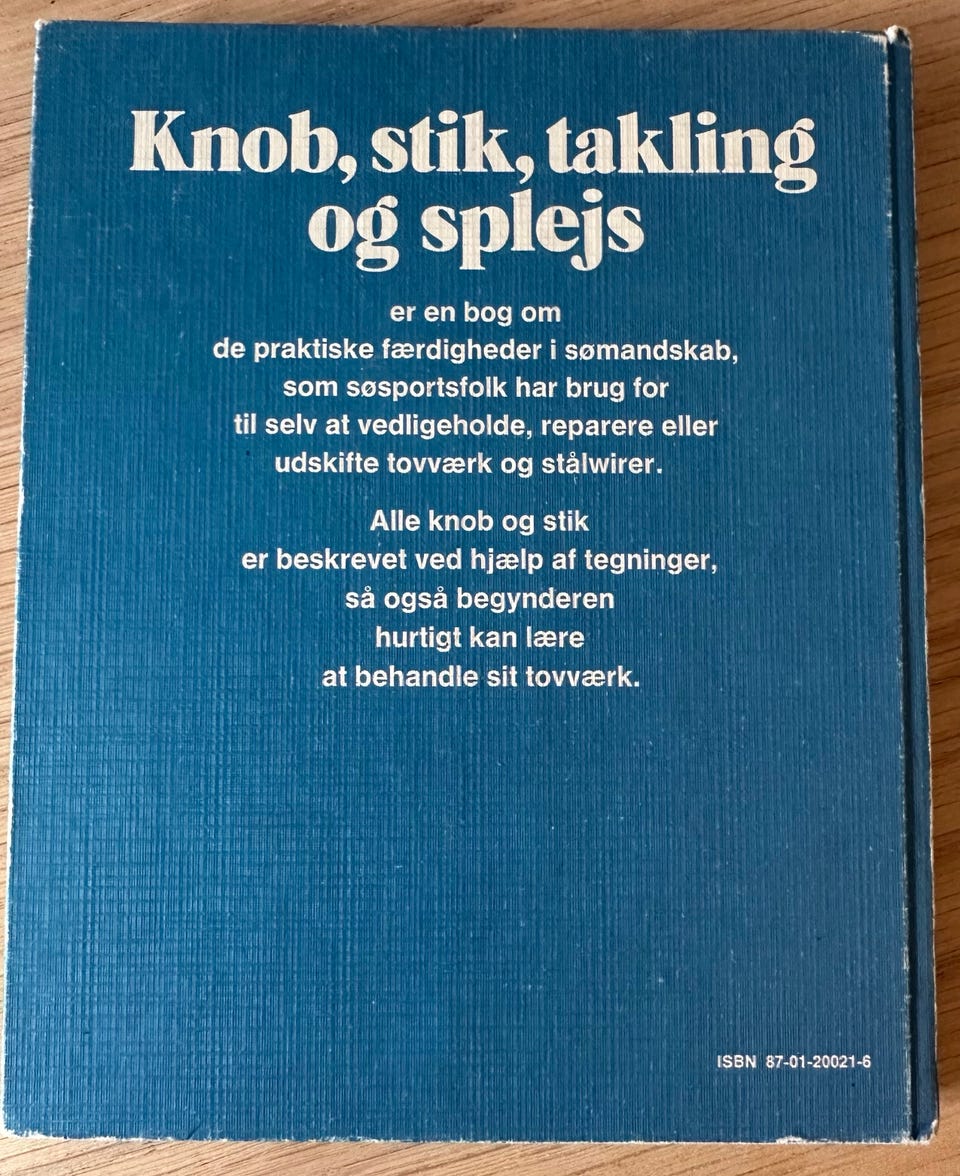 Knob, stik, takling
og splejs
er en bog om
de praktiske færdigheder i sømandskab,
som søsportsfolk har brug for
til selv at vedligeholde, reparere eller
udskifte tovværk og stålwirer.
Alle knob og stik
er beskrevet ved hjælp af tegninger,
så også begynderen
hurtigt kan lære
at behandle sit tovværk.
ISBN 87-01-20021-6